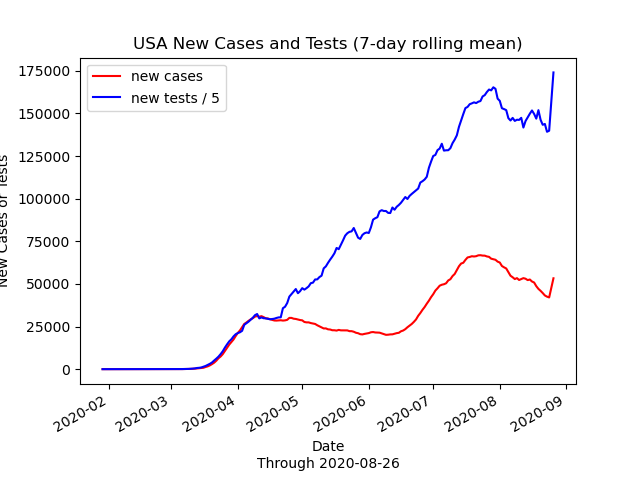 USA New Cases and Tests (7-day rolling mean)
new cases
new tests / 5
175000
150000
125000
100000
75000
50000
25000
0
New Cases or Tests
2020-02
2020-03
2020-04
2020-05
2020-06
2020-07
2020-08
2020-09
Date
Through 2020-08-26